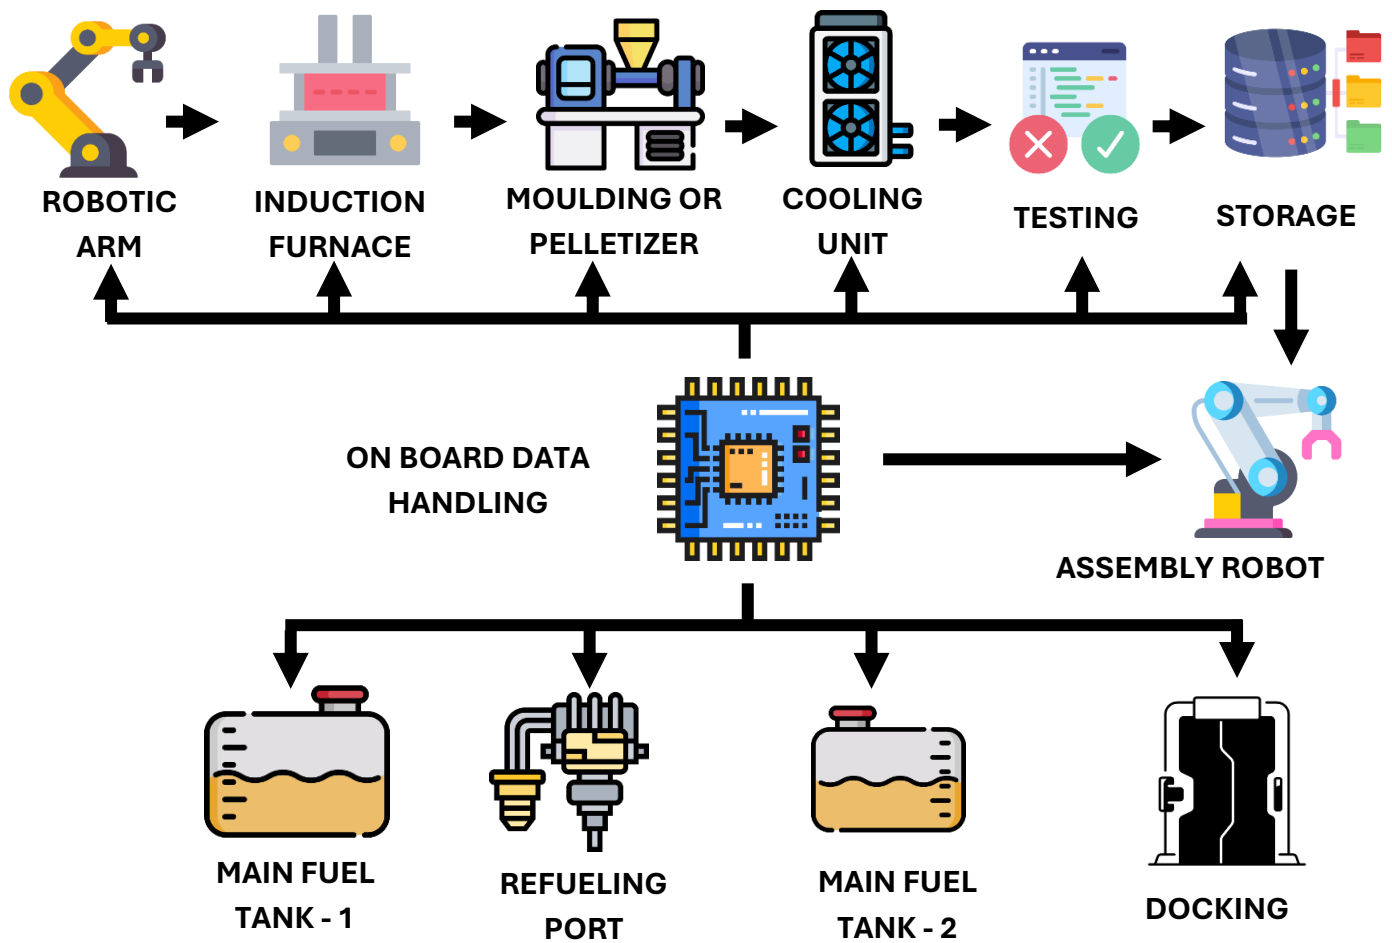 ROBOTIC
ARM
INDUCTION
FURNACE
MOULDING OR
PELLETIZER
COOLING
UNIT
TESTING
STORAGE
ON BOARD DATA
HANDLING
ASSEMBLY ROBOT
MAIN FUEL
TANK - 1
REFUELING
PORT
MAIN FUEL
TANK - 2
DOCKING